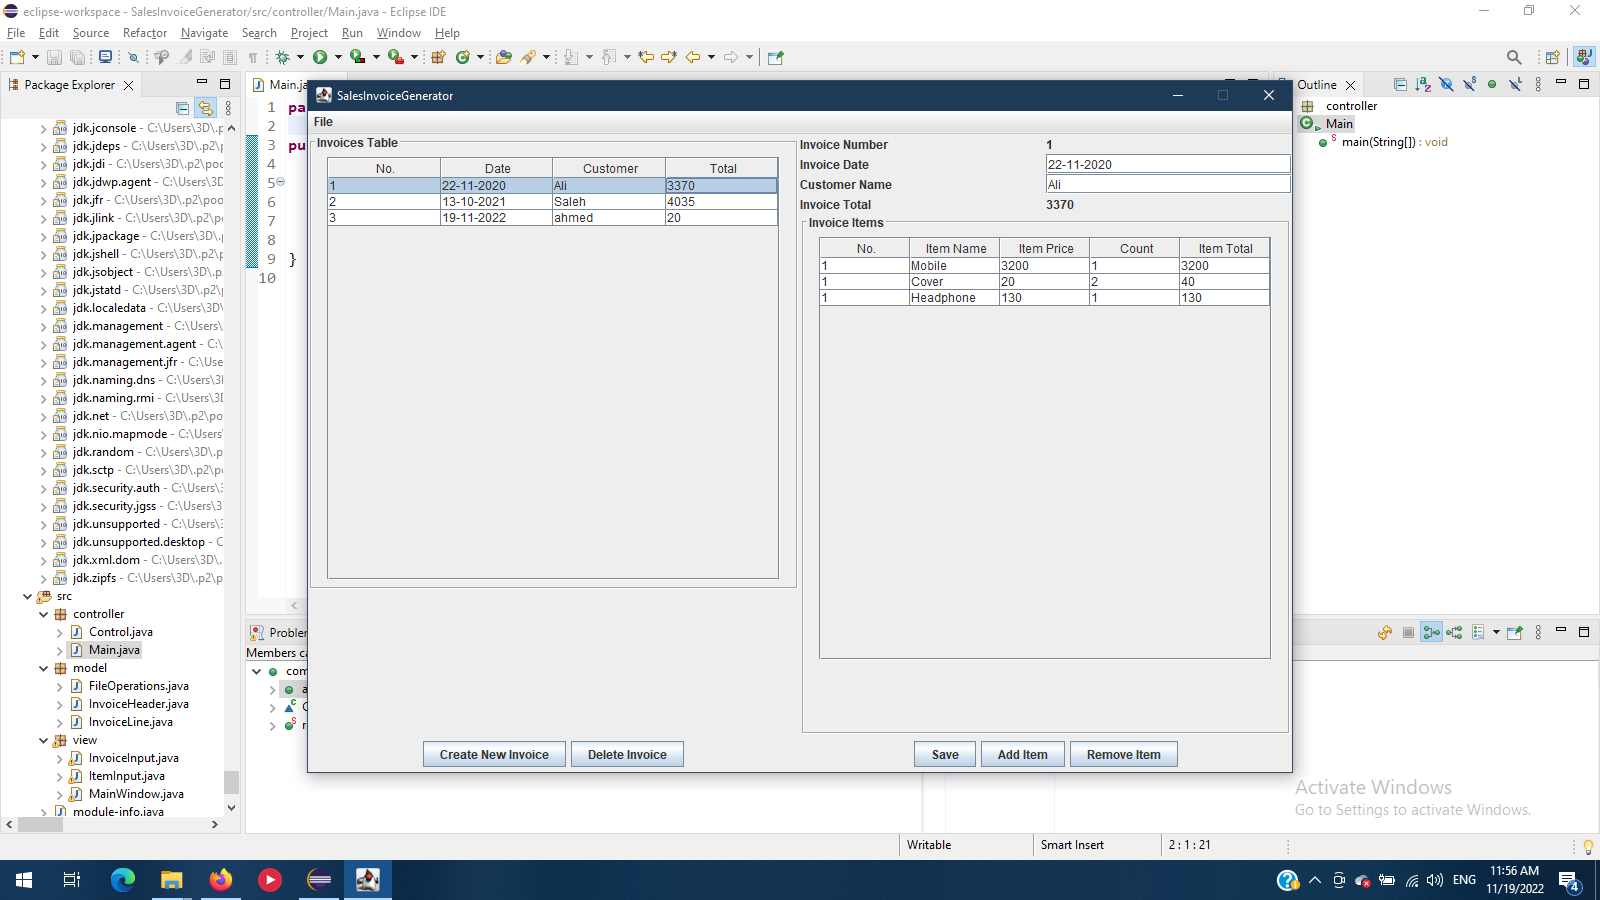 eclipse-workspace - SalesInvoiceGenerator/src/controller/Main.java - Eclipse IDE
File Edit Source Refactor Navigate Search Project Run Window Help
Package Explorer
jdk.jconsole - C:\Users\3D\.p
jdk.jdeps - C:\Users\3D\.p2\p
jdk.jdi - C:\Users\3D\.p2\poo
jdk.jdwp.agent - C:\Users\3D
jdk.jfr - C:\Users\3D\.p2\poo
jdk.jlink - C:\Users\3D\.p2\po
jdk.jpackage - C:\Users\3D\.
jdk.jshell - C:\Users\3D\.p2\p
jdk.jsobject - C:\Users\3D\.p
jdk.jstatd - C:\Users\3D\.p2\p
jdk.localedata - C:\Users\3D\
jdk.management - C:\Users\
jdk.management.agent - C:\
jdk.management.jfr - C:\Use
jdk.naming.dns - C:\Users\3
jdk.naming.rmi - C:\Users\3
jdk.net - C:\Users\3D\.p2\po
jdk.nio.mapmode - C:\Users
jdk.random - C:\Users\3D\.p
jdk.sctp - C:\Users\3D\.p2\p
jdk.security.auth - C:\Users\
jdk.security.jgss - C:\Users\3
jdk.unsupported - C:\Users\
jdk.unsupported.desktop - C
jdk.xml.dom - C:\Users\3D\.
jdk.zipfs - C:\Users\3D\.p2\p
src
controller
Control.java
Main.java
model
FileOperations.java
InvoiceHeader.java
InvoiceLine.java
view
InvoiceInput.java
ItemInput.java
MainWindow.java
module-info.java
Main.ja
1 pa
2
3 pu
4
5
6
7
8
9 }
10
Problem
Members ca
com
SalesInvoiceGenerator
File
Invoices Table
No. Date Customer Total
1 22-11-2020 Ali 3370
2 13-10-2021 Saleh 4035
3 19-11-2022 ahmed 20
Create New Invoice Delete Invoice
Invoice Number 1
Invoice Date 22-11-2020
Customer Name Ali
Invoice Total 3370
Invoice Items
No. Item Name Item Price Count Item Total
1 Mobile 3200 1 3200
1 Cover 20 2 40
1 Headphone 130 1 130
Save Add Item Remove Item
Outline
controller
Main
main(String[]) : void
Activate Windows
Go to Settings to activate Windows.
Writable Smart Insert 2 : 1 : 21
ENG
11:56 AM
11/19/2022
4